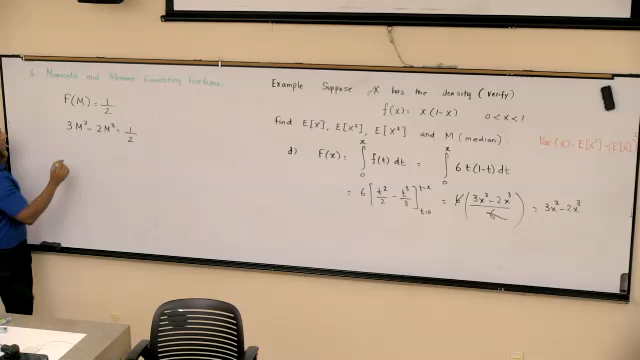 6. Moments and Moment Generating Functions
F(M) = 1/2
3M² - 2M³ = 1/2
Example Suppose X has the density (verify)
f(x) = x(1-x) 0 < x < 1
Find E[X], E[X²], E[X³] and M (median)
Var(X) = E[X²] - [E[X]]²
d) F(x) = ∫₀ˣ f(t) dt = ∫₀ˣ 6 t(1-t) dt
= 6 [t²/2 - t³/3] t=x t=0 = 6 ((3x² - 2x³)/6) = 3x² - 2x³